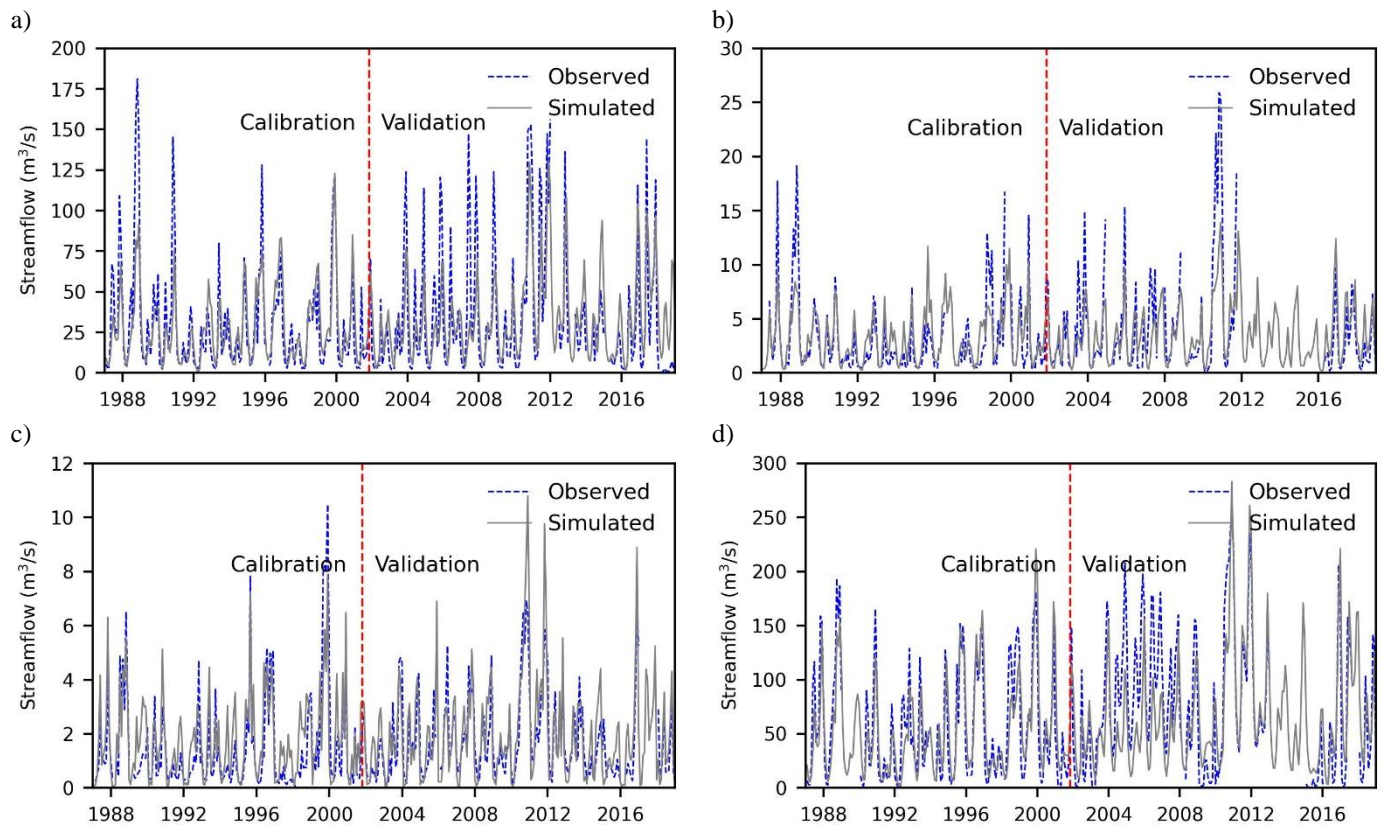 a)
200
175
150
125
100
75
50
25
0
Streamflow (m³/s)
Observed
Simulated
Calibration
Validation
1988 1992 1996 2000 2004 2008 2012 2016
b)
30
25
20
15
10
5
0
Observed
Simulated
Calibration
Validation
1988 1992 1996 2000 2004 2008 2012 2016
c)
12
10
8
6
4
2
0
Streamflow (m³/s)
Observed
Simulated
Calibration
Validation
1988 1992 1996 2000 2004 2008 2012 2016
d)
300
250
200
150
100
50
0
Streamflow (m³/s)
Observed
Simulated
Calibration
Validation
1988 1992 1996 2000 2004 2008 2012 2016